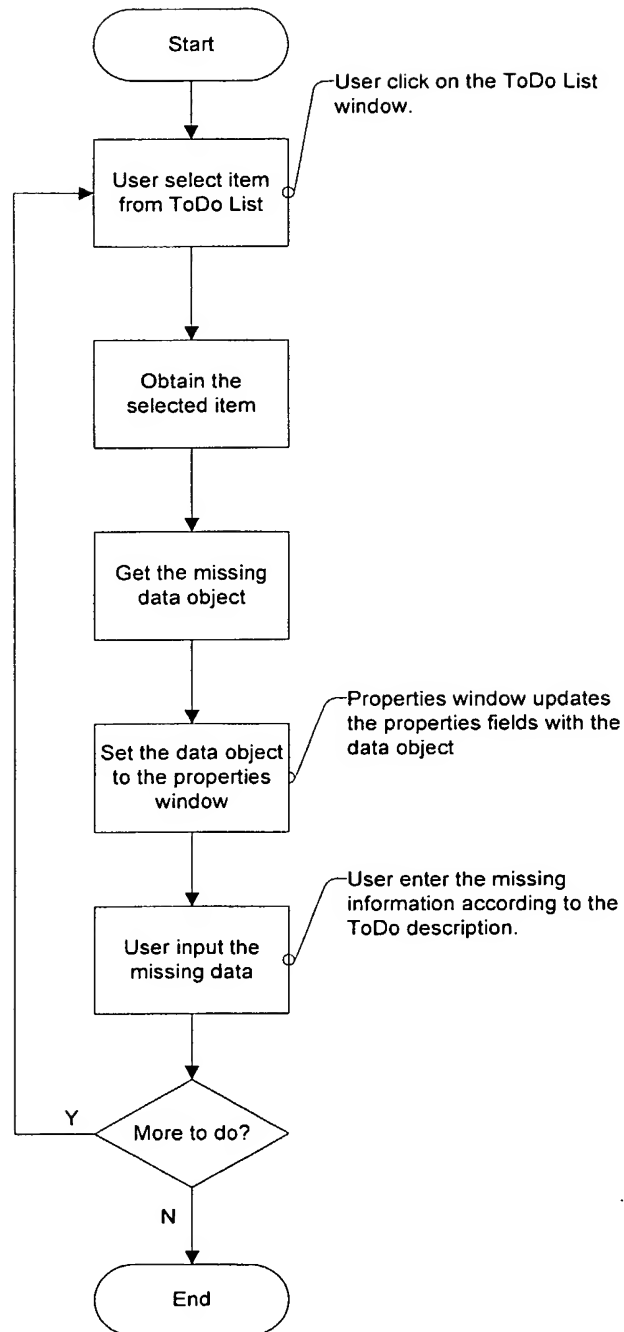 Start
User click on the ToDo List
window.
User select item
from ToDo List
Obtain the
selected item
Get the missing
data object
Properties window updates
the properties fields with the
data object
Set the data object
to the properties
window
User enter the missing
information according to the
ToDo description.
User input the
missing data
More to do?
Y
N
End